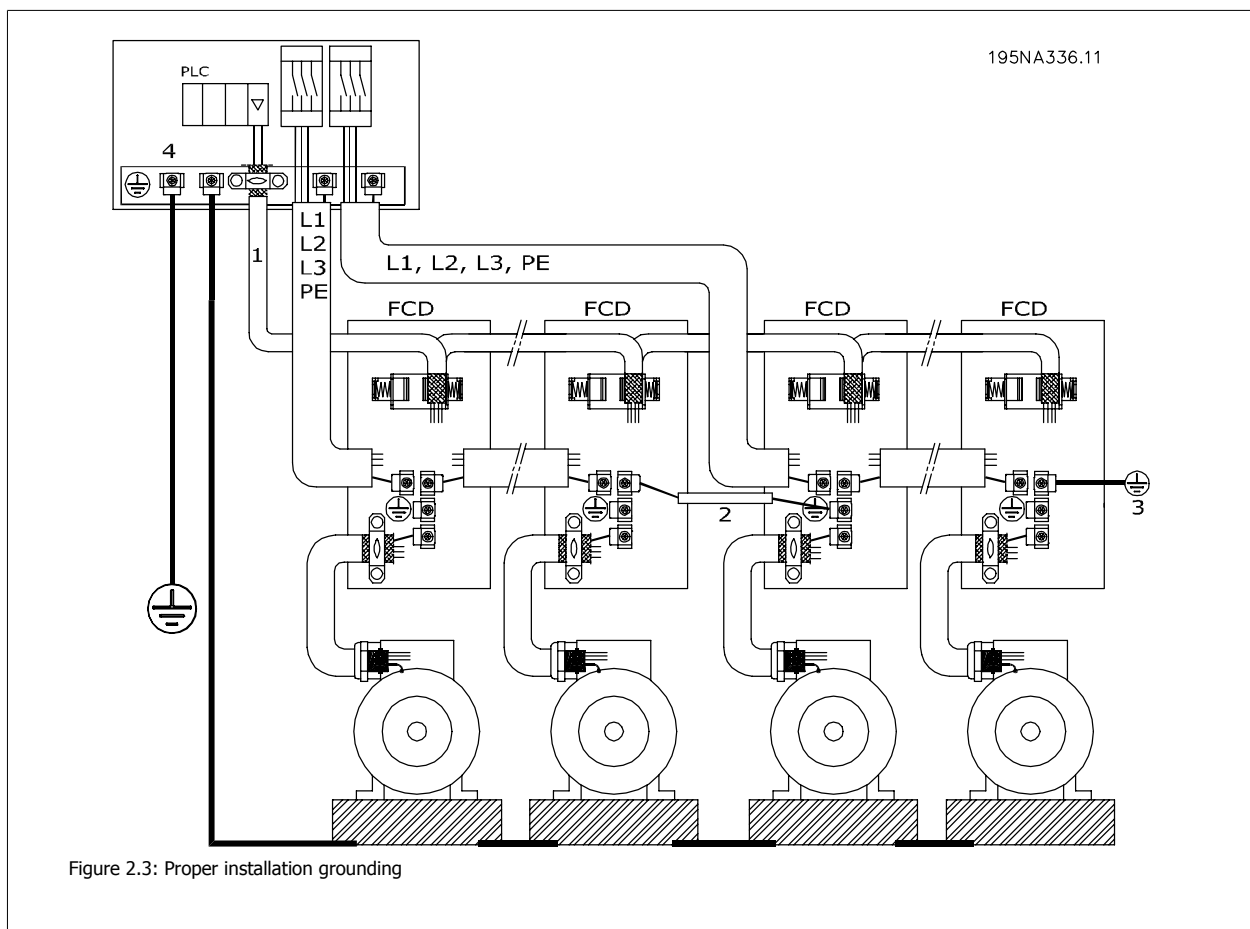 195NA336.11
PLC
4
1
L1
L2
L3
PE
L1, L2, L3, PE
FCD
FCD
FCD
FCD
2
3
Figure 2.3: Proper installation grounding